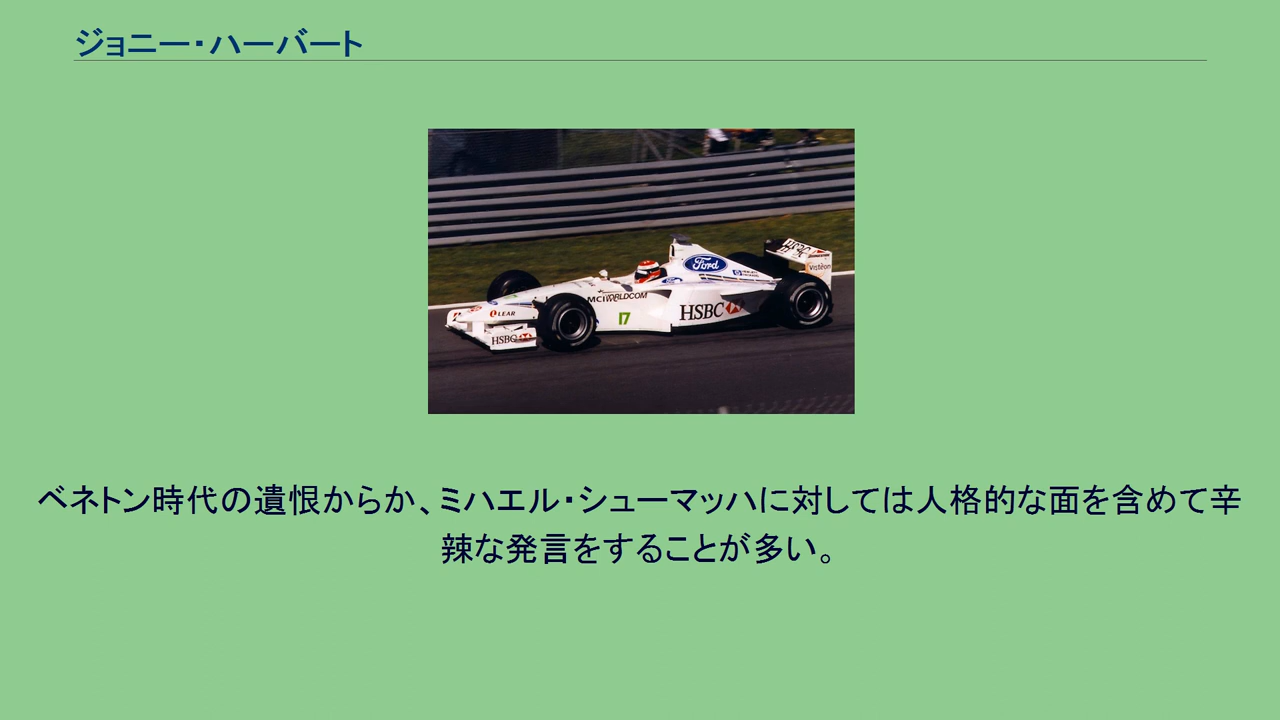 ジョニー・ハーバート
Ford
MCI WORLDCOM
LEAR
HSBC
17
HSBC
Visteon
ベネトン時代の遺恨からか、ミハエル・シューマッハに対しては人格的な面を含めて辛
辣な発言をすることが多い。